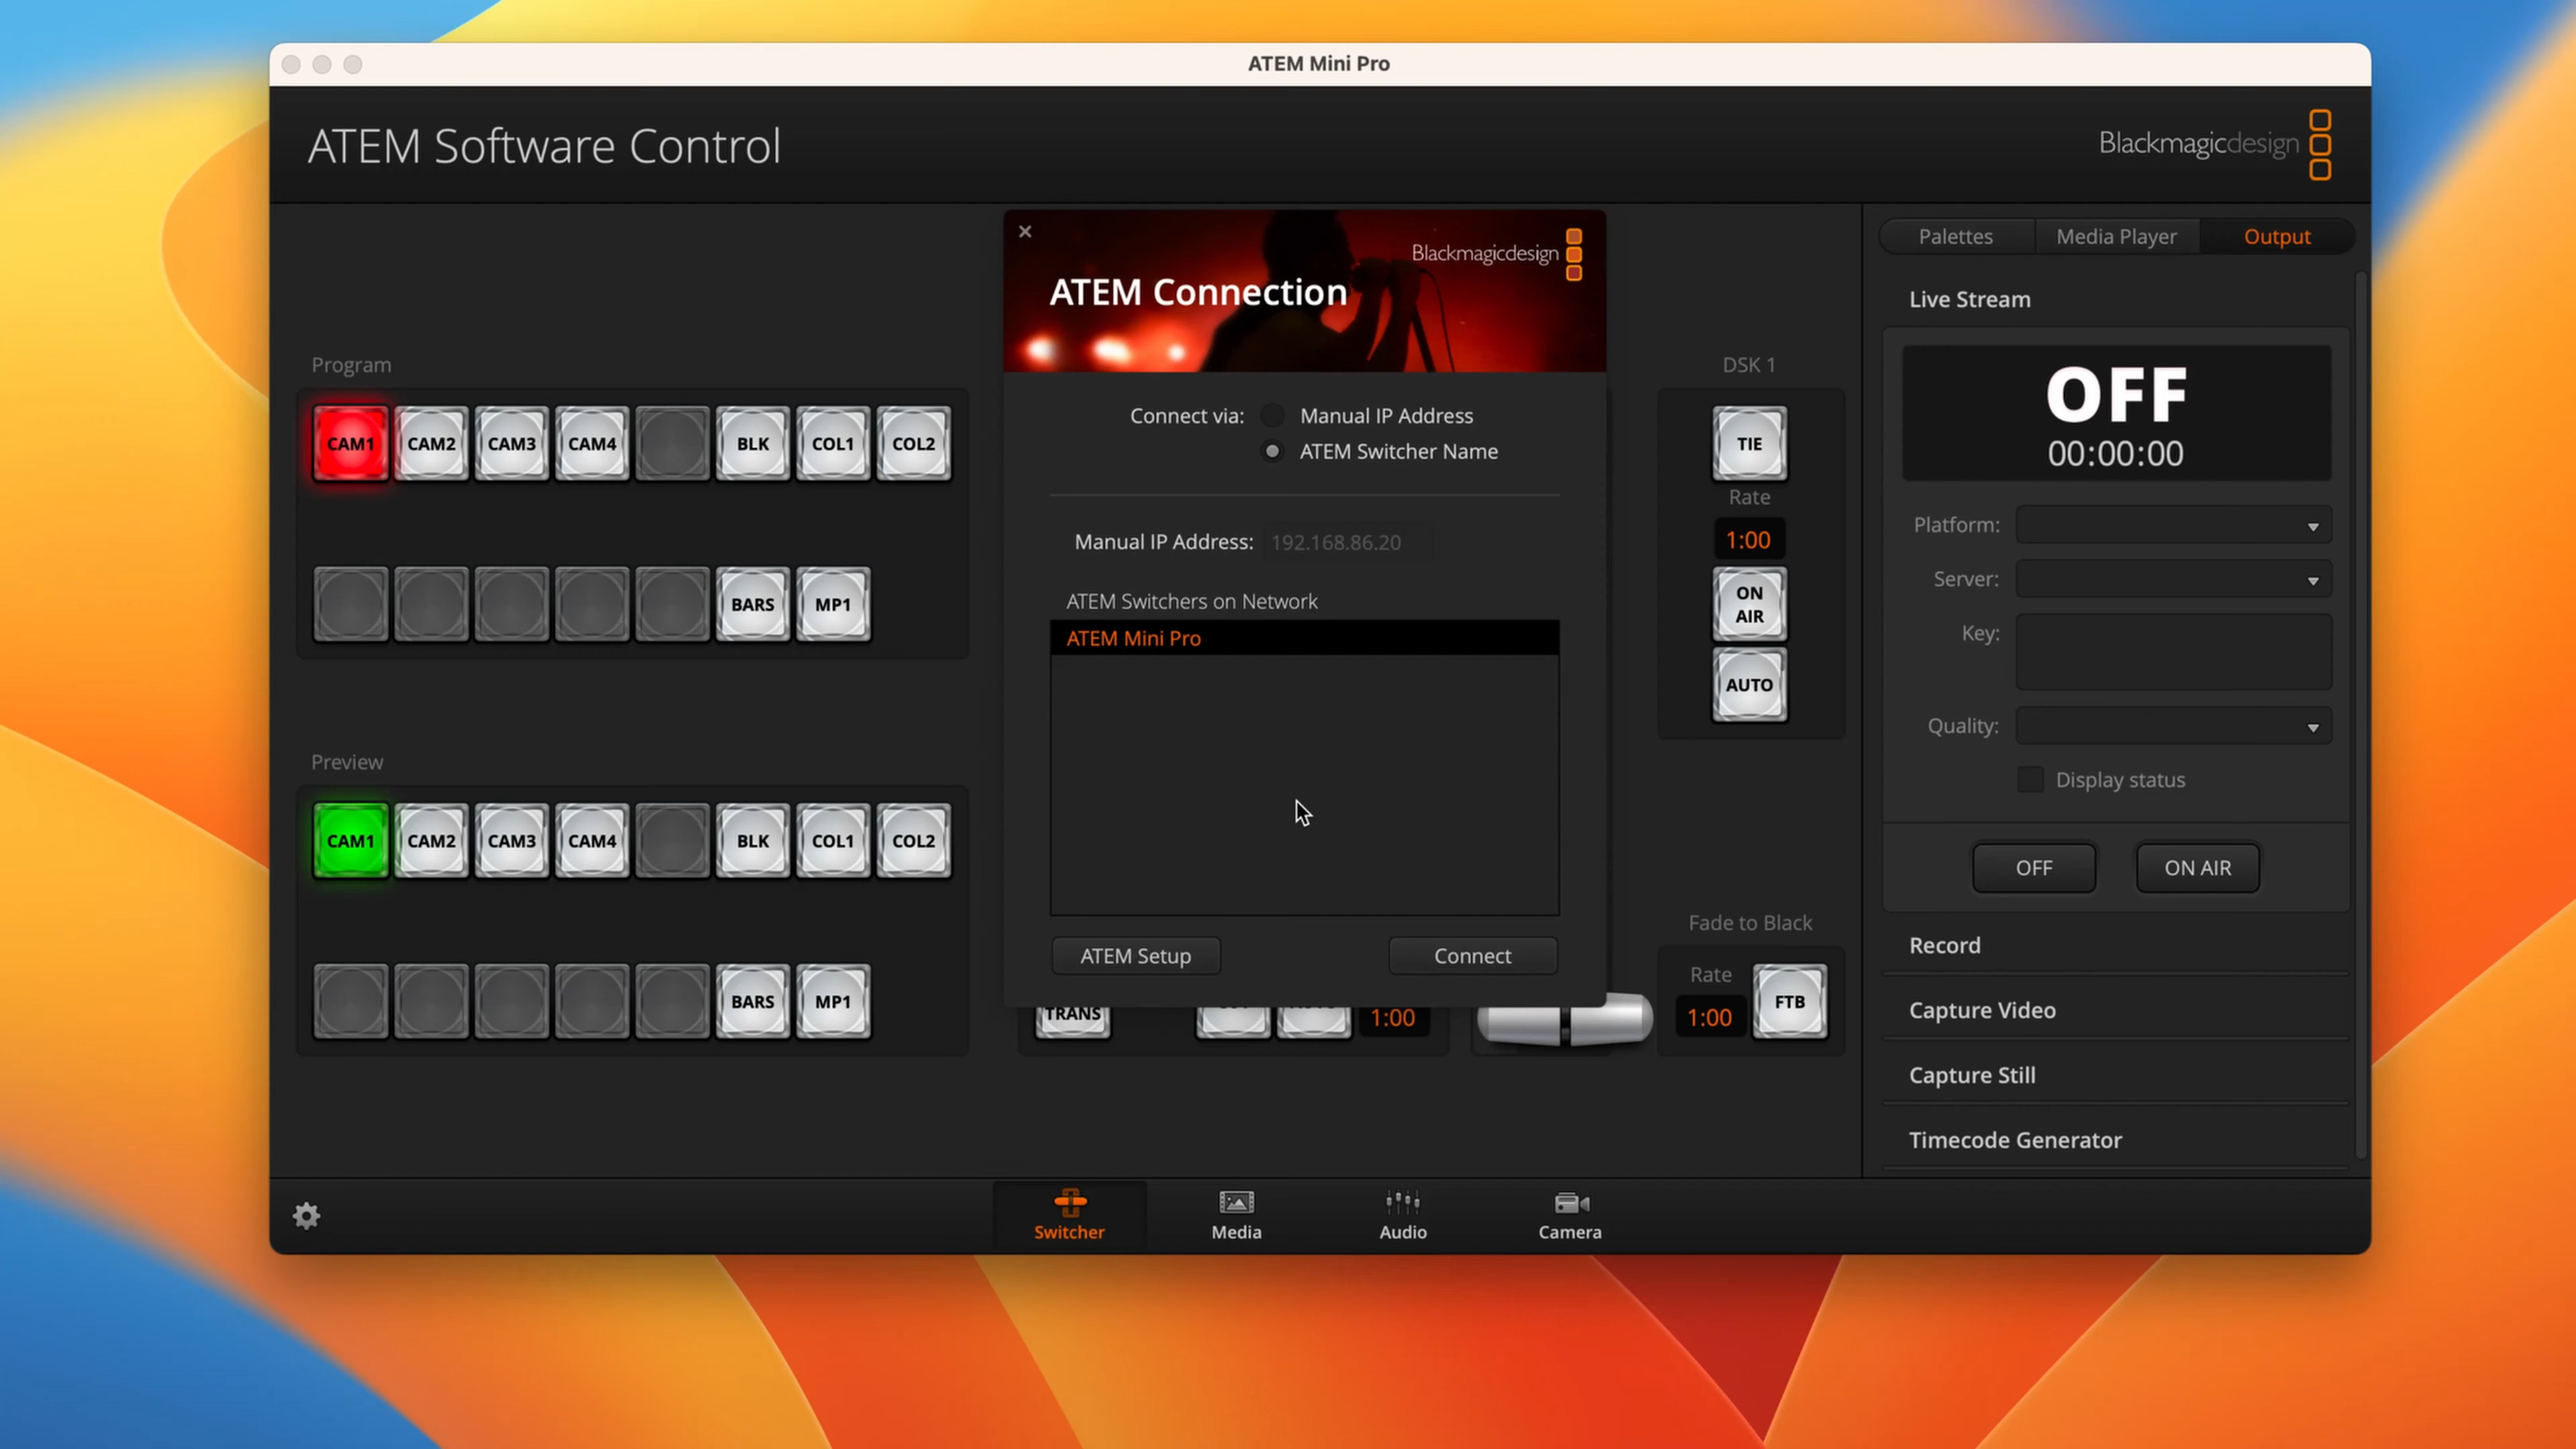 ATEM Mini Pro
ATEM Software Control
Blackmagicdesign
Program
CAM1 CAM2 CAM3 CAM4 BLK COL1 COL2
BARS MP1
Preview
CAM1 CAM2 CAM3 CAM4 BLK COL1 COL2
BARS MP1
Blackmagicdesign
ATEM Connection
Connect via: Manual IP Address
ATEM Switcher Name
Manual IP Address: 192.168.86.20
ATEM Switchers on Network
ATEM Mini Pro
ATEM Setup Connect
TRANS
1:00
DSK 1
TIE
Rate
1:00
ON
AIR
AUTO
Fade to Black
Rate
1:00
FTB
Palettes Media Player Output
Live Stream
OFF
00:00:00
Platform:
Server:
Key:
Quality:
Display status
OFF ON AIR
Record
Capture Video
Capture Still
Timecode Generator
Switcher Media Audio Camera